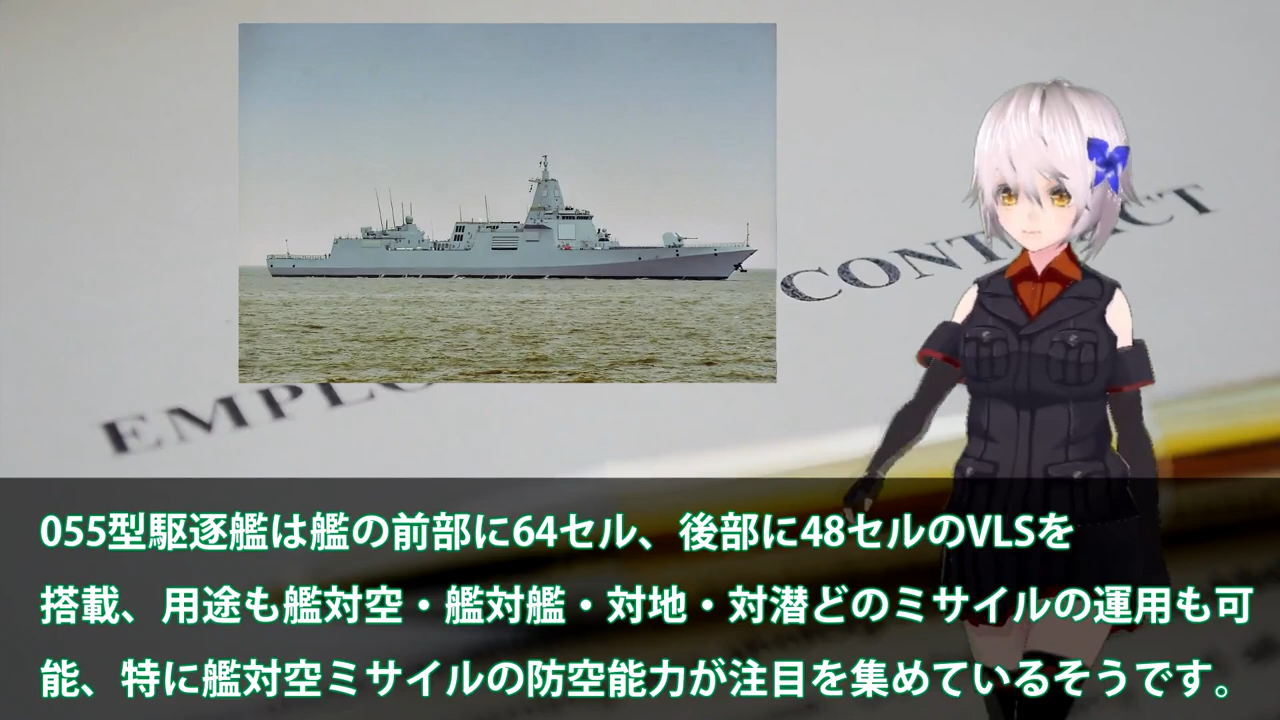 CONTRACT
EMPLO
055型駆逐艦は艦の前部に64セル、後部に48セルのVLSを
搭載、用途も艦対空・艦対艦・対地・対潜どのミサイルの運用も可
能、特に艦対空ミサイルの防空能力が注目を集めているそうです。